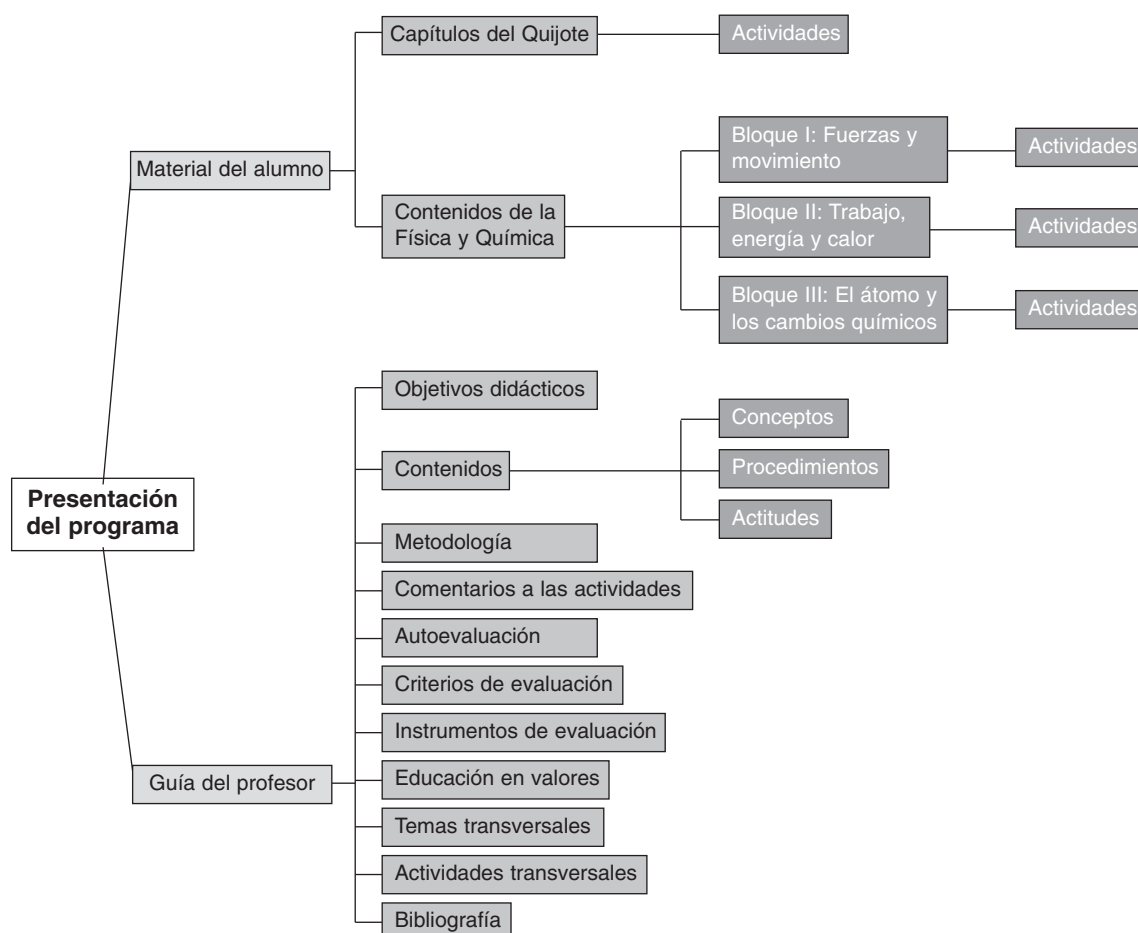 Presentación
del programa
Material del alumno
Capítulos del Quijote
Actividades
Contenidos de la
Física y Química
Bloque I: Fuerzas y
movimiento
Actividades
Bloque II: Trabajo,
energía y calor
Actividades
Bloque III: El átomo y
los cambios químicos
Actividades
Guía del profesor
Objetivos didácticos
Contenidos
Conceptos
Procedimientos
Actitudes
Metodología
Comentarios a las actividades
Autoevaluación
Criterios de evaluación
Instrumentos de evaluación
Educación en valores
Temas transversales
Actividades transversales
Bibliografía